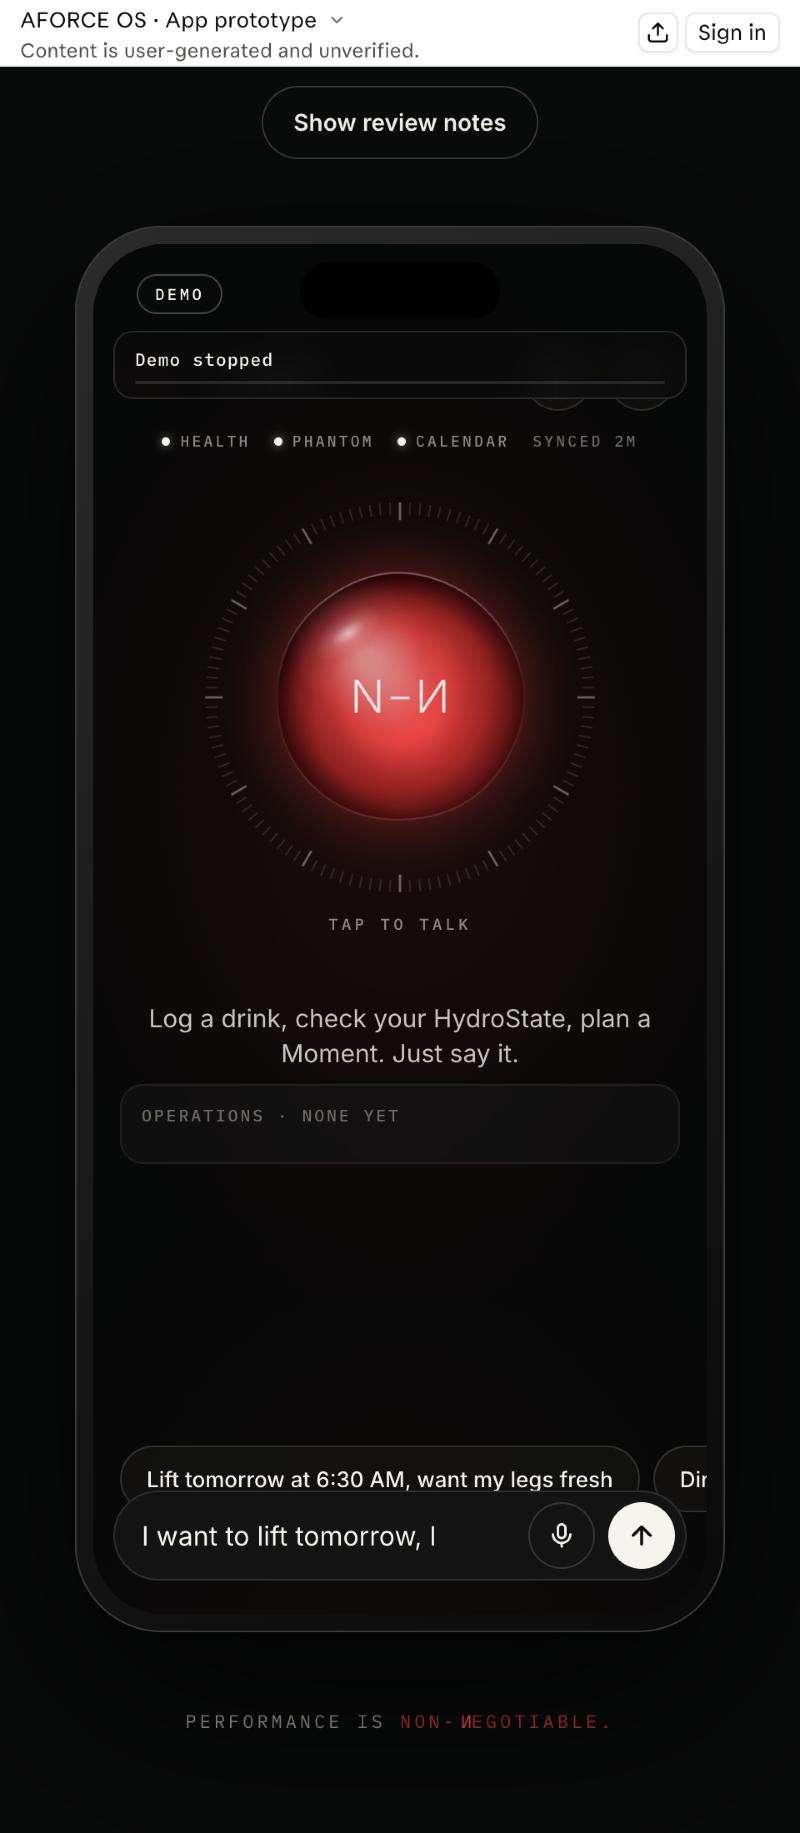 AFORCE OS · App prototype
Content is user-generated and unverified.
Sign in
Show review notes
DEMO
Demo stopped
HEALTH PHANTOM CALENDAR SYNCED 2M
N–И
TAP TO TALK
Log a drink, check your HydroState, plan a
Moment. Just say it.
OPERATIONS · NONE YET
Lift tomorrow at 6:30 AM, want my legs fresh
I want to lift tomorrow, I
PERFORMANCE IS NON-ИEGOTIABLE.